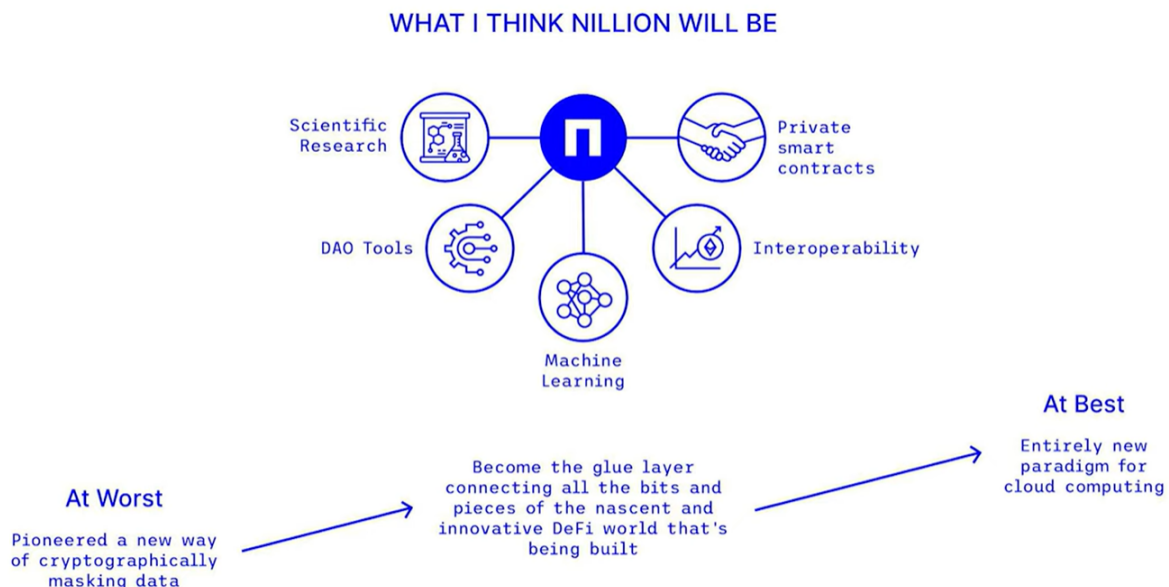 WHAT I THINK NILLION WILL BE
Scientific
Research
Private
smart
contracts
DAO Tools
Interoperability
Machine
Learning
At Worst
Pioneered a new way
of cryptographically
masking data
Become the glue layer
connecting all the bits and
pieces of the nascent and
innovative DeFi world that's
being built
At Best
Entirely new
paradigm for
cloud computing